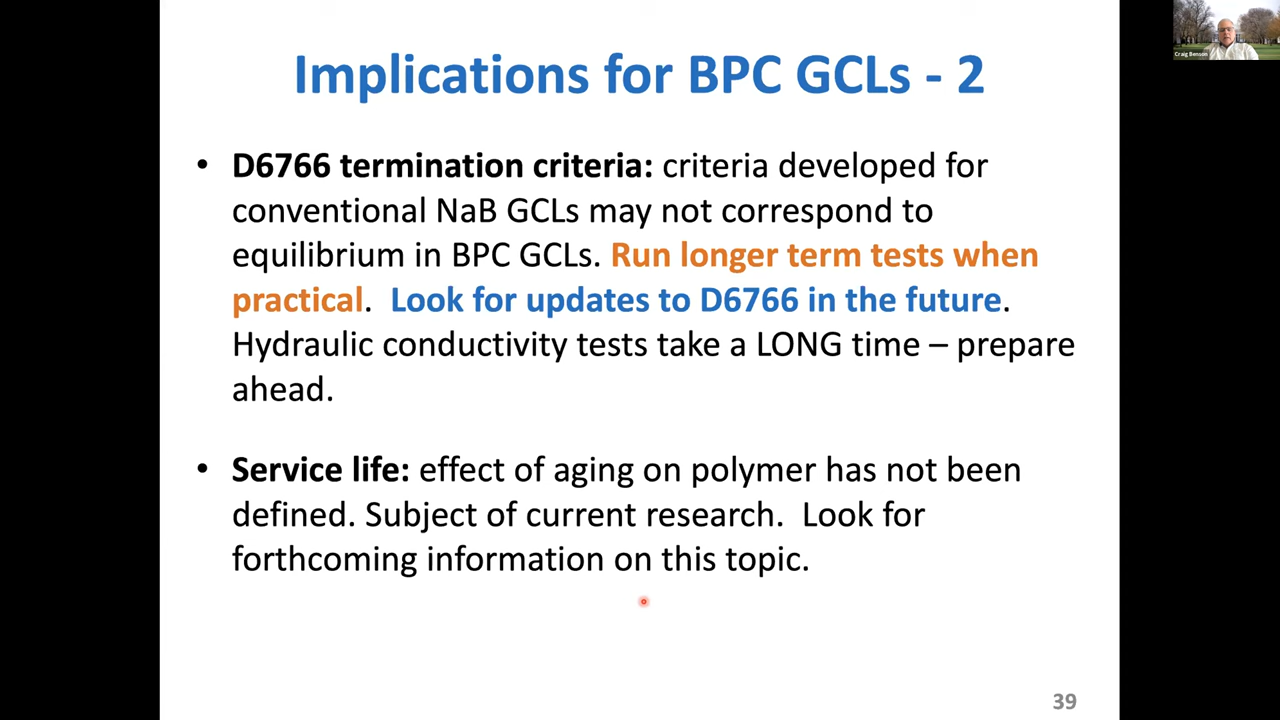 Implications for BPC GCLs - 2
• D6766 termination criteria: criteria developed for
conventional NaB GCLs may not correspond to
equilibrium in BPC GCLs. Run longer term tests when
practical. Look for updates to D6766 in the future.
Hydraulic conductivity tests take a LONG time – prepare
ahead.
• Service life: effect of aging on polymer has not been
defined. Subject of current research. Look for
forthcoming information on this topic.
39
Craig Benson